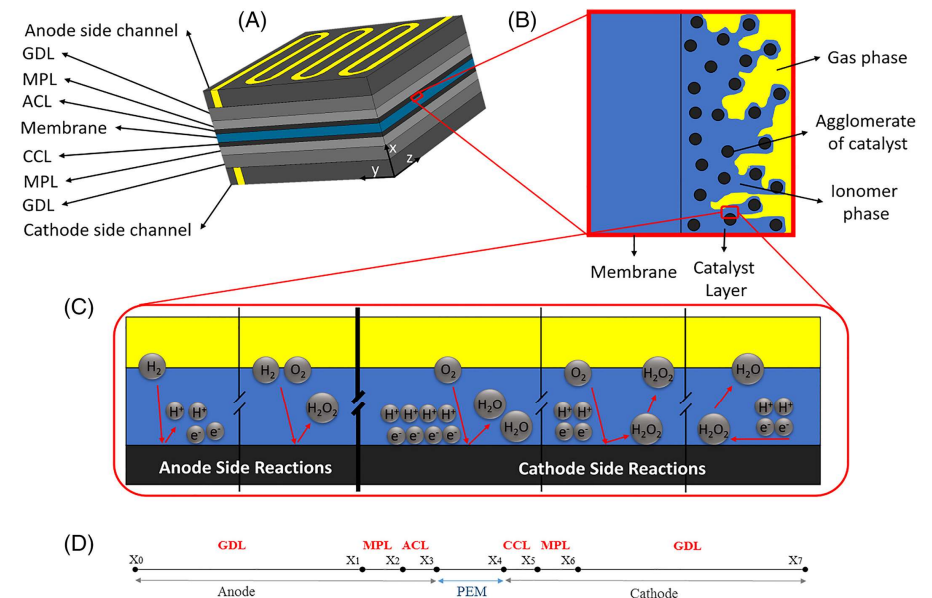 (A)
Anode side channel
GDL
MPL
ACL
Membrane
CCL
MPL
GDL
Cathode side channel
x
y
z
(B)
Gas phase
Agglomerate
of catalyst
Ionomer
phase
Membrane
Catalyst
Layer
(C)
H₂
H⁺ H⁺
e⁻ e⁻
H₂ O₂
H₂O₂
O₂
H⁺ H⁺ H⁺ H⁺
e⁻ e⁻ e⁻ e⁻
H₂O
H₂O
O₂
H⁺ H⁺
e⁻ e⁻
H₂O₂
H₂O₂
H₂O
H₂O₂
H⁺ H⁺
e⁻ e⁻
Anode Side Reactions
Cathode Side Reactions
(D)
GDL MPL ACL CCL MPL GDL
X0 X1 X2 X3 X4 X5 X6 X7
Anode PEM Cathode